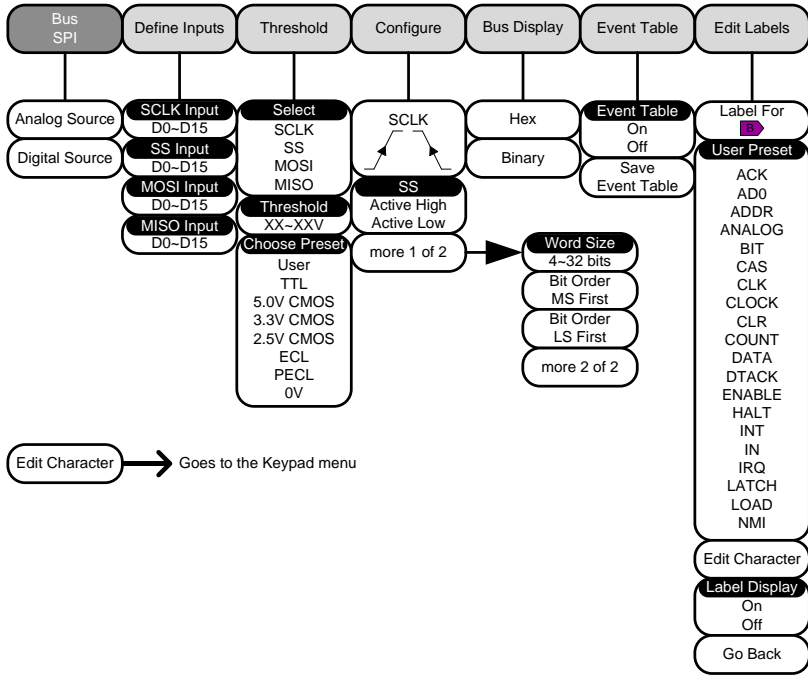 Bus
SPI
Define Inputs
Threshold
Configure
Bus Display
Event Table
Edit Labels
Analog Source
Digital Source
SCLK Input
D0~D15
SS Input
D0~D15
MOSI Input
D0~D15
MISO Input
D0~D15
Select
SCLK
SS
MOSI
MISO
Threshold
XX~XXV
Choose Preset
User
TTL
5.0V CMOS
3.3V CMOS
2.5V CMOS
ECL
PECL
0V
SCLK
SS
Active High
Active Low
more 1 of 2
Hex
Binary
Word Size
4~32 bits
Bit Order
MS First
Bit Order
LS First
more 2 of 2
Event Table
On
Off
Save
Event Table
Label For
B
User Preset
ACK
AD0
ADDR
ANALOG
BIT
CAS
CLK
CLOCK
CLR
COUNT
DATA
DTACK
ENABLE
HALT
INT
IN
IRQ
LATCH
LOAD
NMI
Edit Character
Label Display
On
Off
Go Back
Edit Character
Goes to the Keypad menu